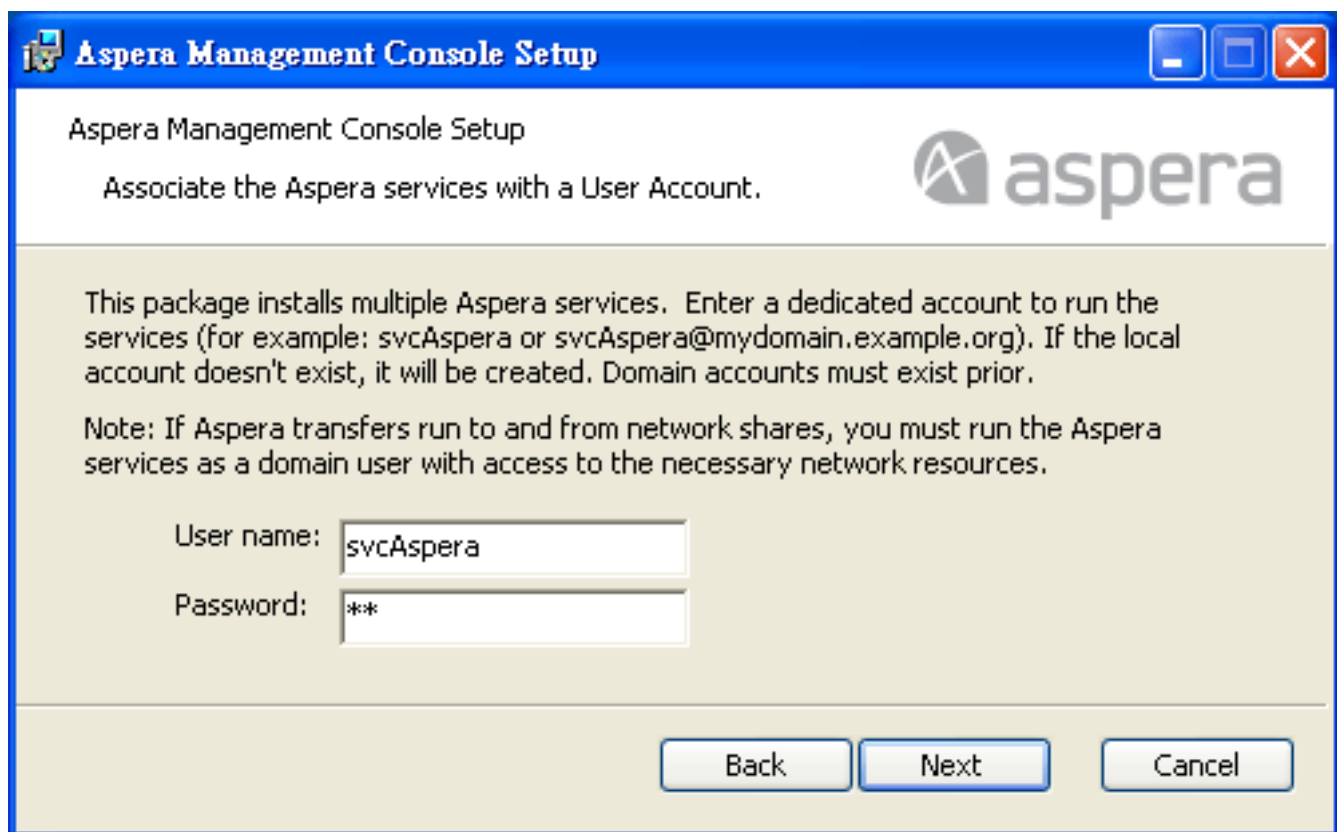 Aspera Management Console Setup
Aspera Management Console Setup
Associate the Aspera services with a User Account.
aspera
This package installs multiple Aspera services.  Enter a dedicated account to run the
services (for example: svcAspera or svcAspera@mydomain.example.org). If the local
account doesn't exist, it will be created. Domain accounts must exist prior.
Note: If Aspera transfers run to and from network shares, you must run the Aspera
services as a domain user with access to the necessary network resources.
User name: svcAspera
Password: **
Back Next Cancel